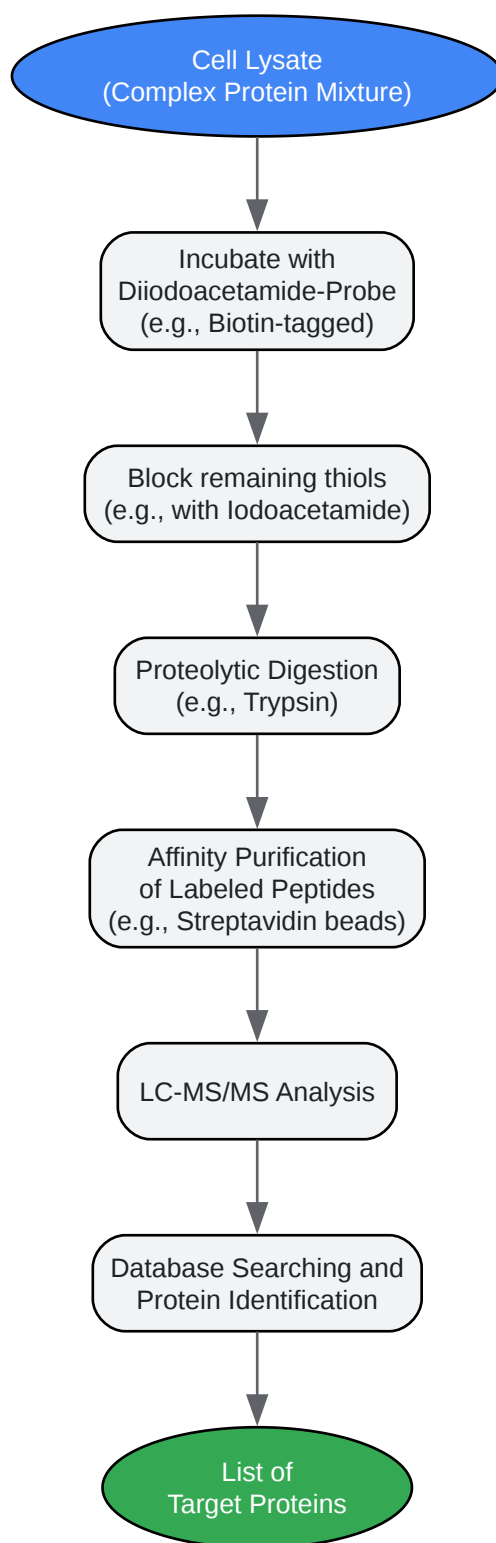 Cell Lysate
(Complex Protein Mixture)
Incubate with
Diiodoacetamide-Probe
(e.g., Biotin-tagged)
Block remaining thiols
(e.g., with Iodoacetamide)
Proteolytic Digestion
(e.g., Trypsin)
Affinity Purification
of Labeled Peptides
(e.g., Streptavidin beads)
LC-MS/MS Analysis
Database Searching and
Protein Identification
List of
Target Proteins